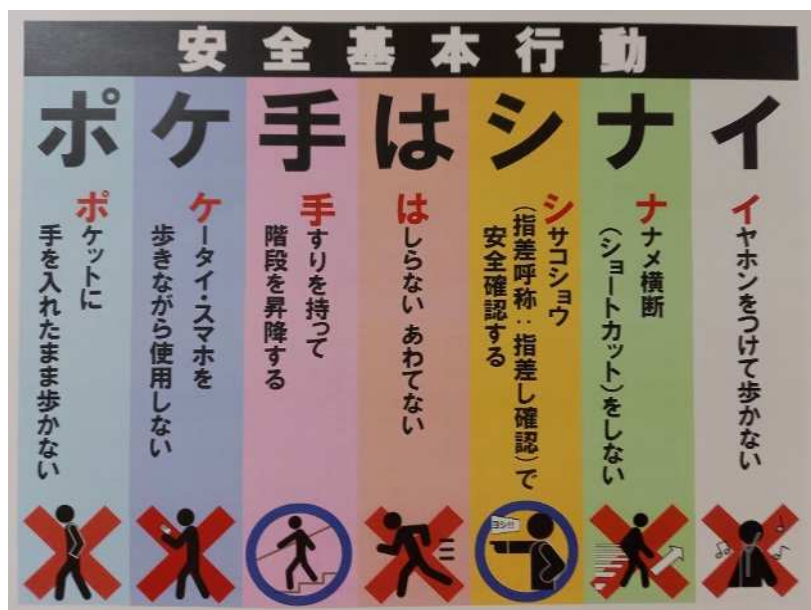 安全基本行動
ポケ手はシナイ
ポケットに
手を入れたまま歩かない
ケータイ・スマホを
歩きながら使用しない
手すりを持って
階段を昇降する
はしらない あわてない
シサコショウ
(指差呼称:指差し確認)で
安全確認する
ナナメ横断
(ショートカット)をしない
イヤホンをつけて歩かない
ヨシ!!